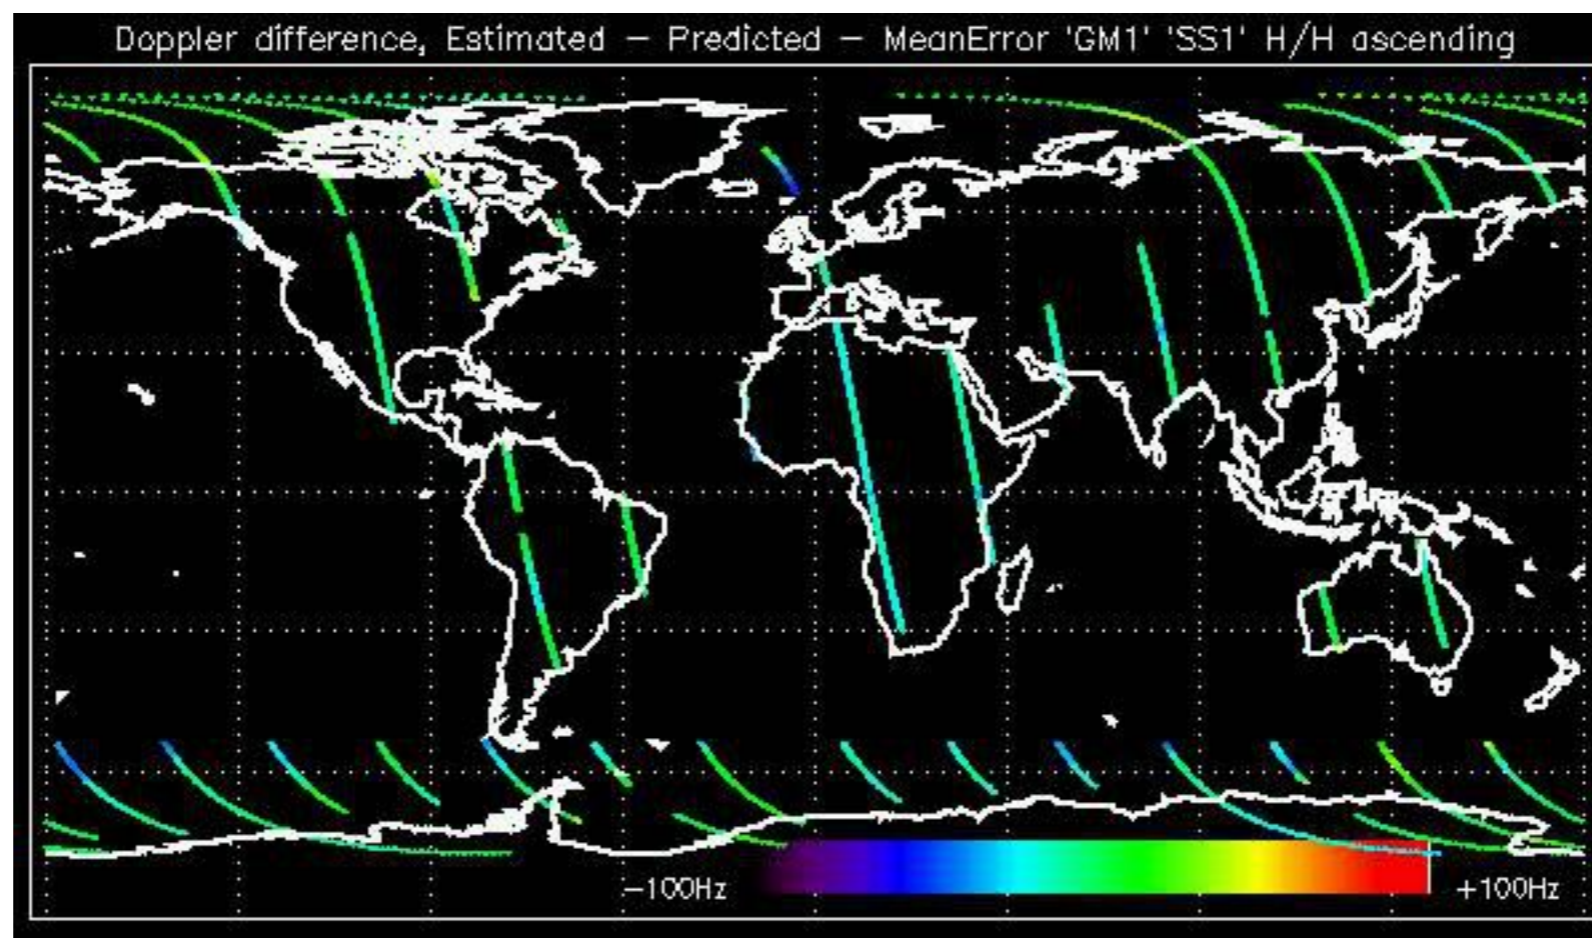 Doppler difference, Estimated – Predicted – MeanError 'GM1' 'SS1' H/H ascending
−100Hz
+100Hz